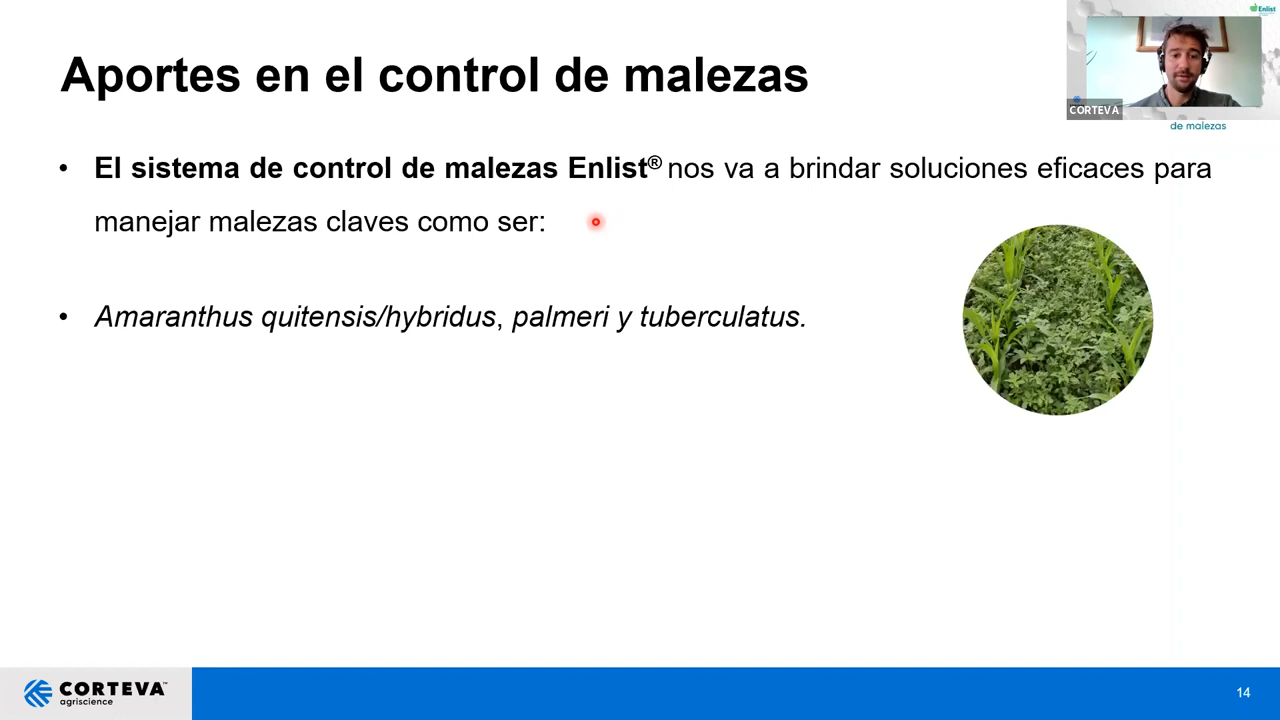 Aportes en el control de malezas
Enlist
CORTEVA
de malezas
• El sistema de control de malezas Enlist® nos va a brindar soluciones eficaces para
manejar malezas claves como ser:
• Amaranthus quitensis/hybridus, palmeri y tuberculatus.
CORTEVA™
agriscience
14